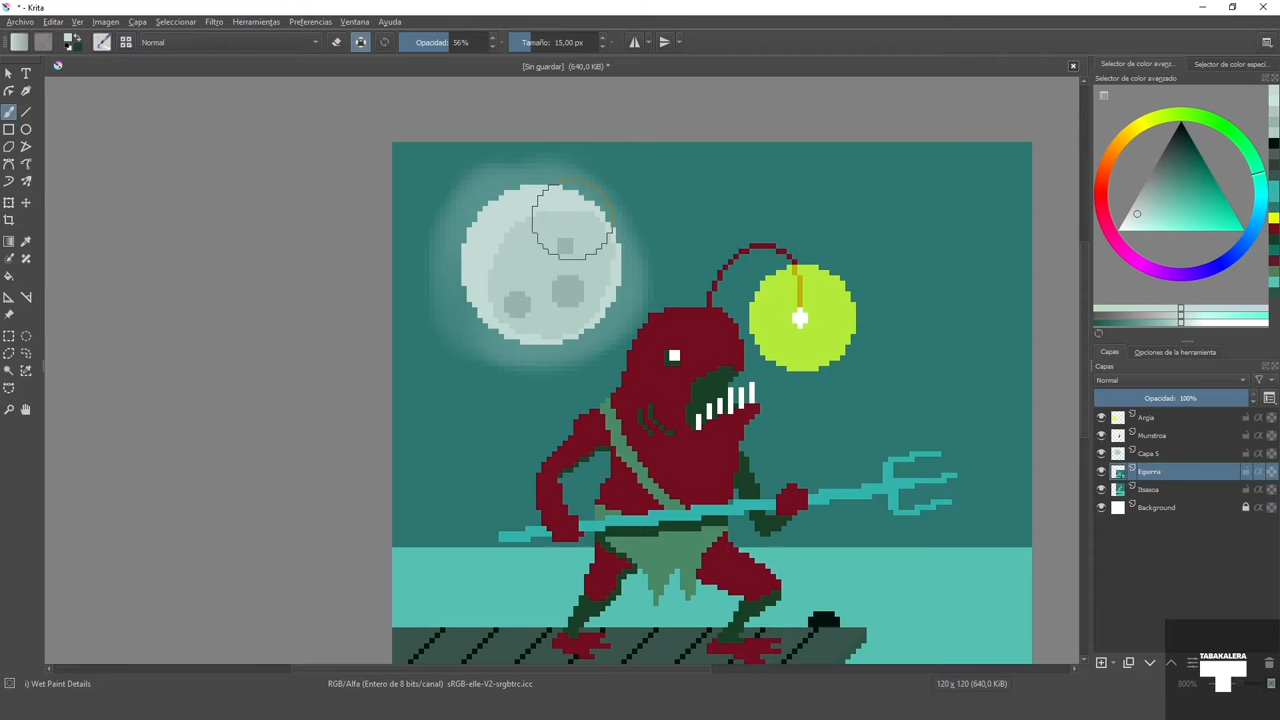 * - Krita
Archivo Editar Ver Imagen Capa Seleccionar Filtro Herramientas Preferencias Ventana Ayuda
Normal Opacidad: 56% Tamaño: 15,00 px
[Sin guardar] (640,0 KiB) *
Selector de color avanz... Selector de color especí...
Selector de color avanzado
Capas Opciones de la herramienta
Capas
Normal
Opacidad: 100%
Argia
Munstroa
Capa 5
Egurra
Itsasoa
Background
TABAKALERA
i) Wet Paint Details RGB/Alfa (Entero de 8 bits/canal) sRGB-elle-V2-srgbtrc.icc 120 x 120 (640,0 KiB) 800%